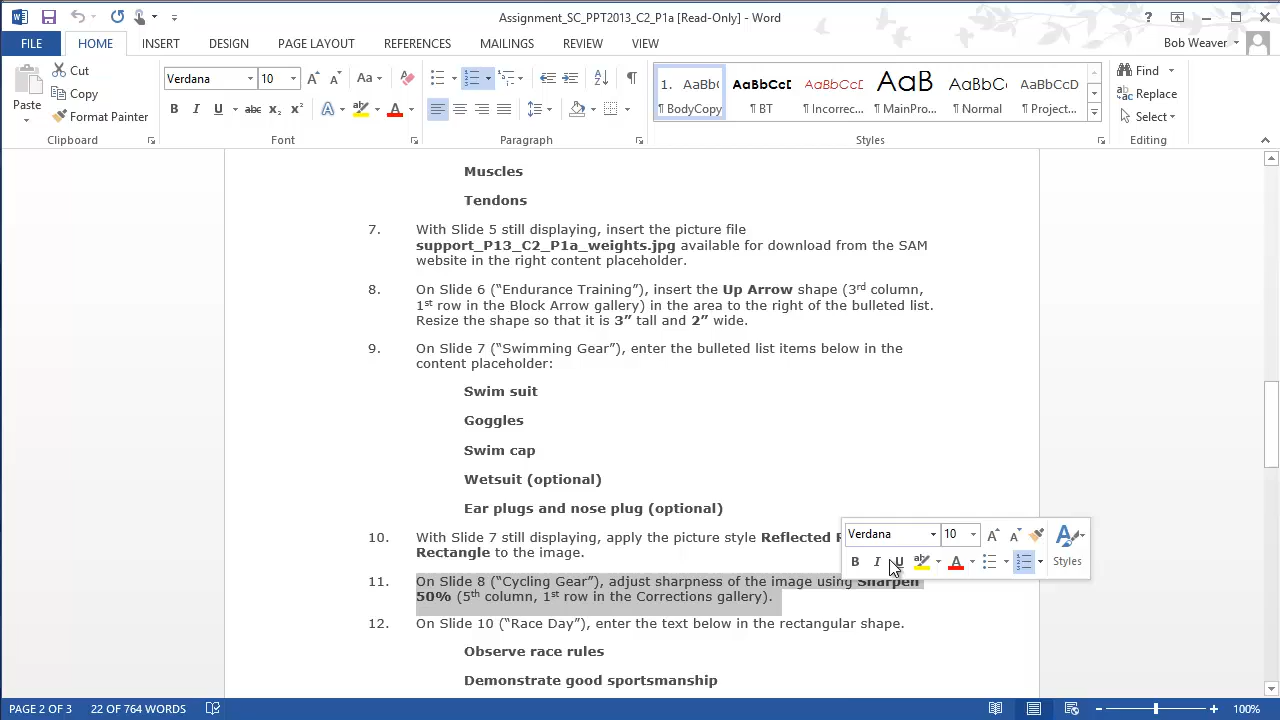 Assignment_SC_PPT2013_C2_P1a [Read-Only] - Word
FILE HOME INSERT DESIGN PAGE LAYOUT REFERENCES MAILINGS REVIEW VIEW Bob Weaver
Paste
Cut
Copy
Format Painter
Clipboard
Verdana 10
Font
Paragraph
1. AaBb( AaBbCcD AaBbCcD AaB AaBbCc AaBbCcD
¶ BodyCopy ¶ BT ¶ Incorrec... ¶ MainPro... ¶ Normal ¶ Project...
Styles
Find
Replace
Select
Editing
Muscles
Tendons
7. With Slide 5 still displaying, insert the picture file
support_P13_C2_P1a_weights.jpg available for download from the SAM
website in the right content placeholder.
8. On Slide 6 (“Endurance Training”), insert the Up Arrow shape (3rd column,
1st row in the Block Arrow gallery) in the area to the right of the bulleted list.
Resize the shape so that it is 3” tall and 2” wide.
9. On Slide 7 (“Swimming Gear”), enter the bulleted list items below in the
content placeholder:
Swim suit
Goggles
Swim cap
Wetsuit (optional)
Ear plugs and nose plug (optional)
10. With Slide 7 still displaying, apply the picture style Reflected
Rectangle to the image.
11. On Slide 8 (“Cycling Gear”), adjust sharpness of the image using Sharpen
50% (5th column, 1st row in the Corrections gallery).
12. On Slide 10 (“Race Day”), enter the text below in the rectangular shape.
Observe race rules
Demonstrate good sportsmanship
Verdana 10
Styles
PAGE 2 OF 3 22 OF 764 WORDS 100%